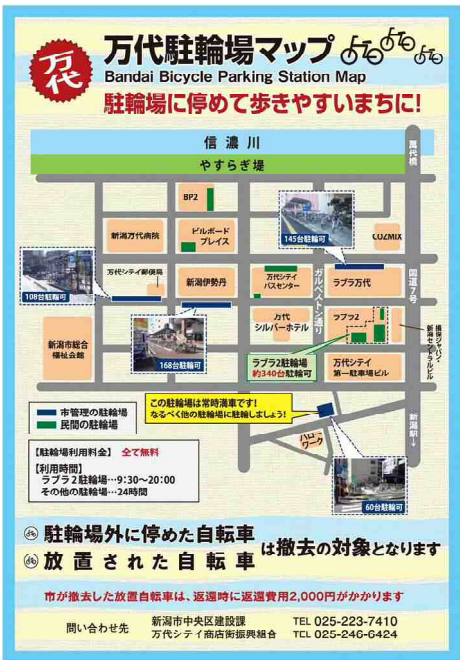 万代
万代駐輪場マップ
Bandai Bicycle Parking Station Map
駐輪場に停めて歩きやすいまちに!
信濃川
やすらぎ堤
萬代橋
BP2
145台駐輪可
新潟万代病院
ビルボード
プレイス
COZMIX
万代シテイ郵便局
新潟伊勢丹
万代シテイ
バスセンター
ガルベストン通り
ラブラ万代
国道7号
108台駐輪可
168台駐輪可
万代
シルバーホテル
ラブラ2
損保ジャパン・
新潟セントラルビル
新潟市総合
福祉会館
ラブラ2駐輪場
約340台駐輪可
万代シテイ
第一駐車場ビル
この駐輪場は常時満車です!
なるべく他の駐輪場に駐輪しましょう!
市管理の駐輪場
民間の駐輪場
新潟駅→
ハロー
ワーク
【駐輪場利用料金】 全て無料
【利用時間】
ラブラ2駐輪場…9:30~20:00
その他の駐輪場…24時間
60台駐輪可
駐輪場外に停めた自転車
放置された自転車
は撤去の対象となります
市が撤去した放置自転車は、返還時に返還費用2,000円がかかります
問い合わせ先
新潟市中央区建設課 TEL 025-223-7410
万代シテイ商店街振興組合 TEL 025-246-6424